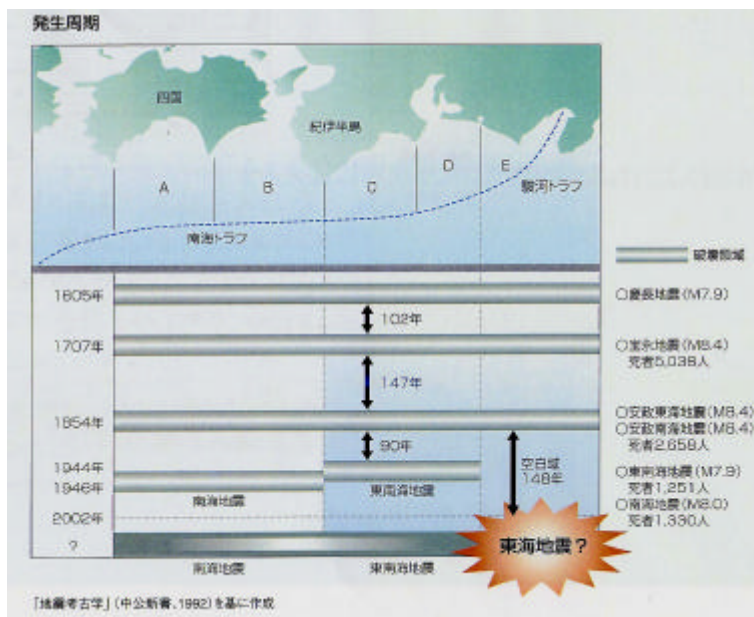 発生周期
四国
紀伊半島
A
B
C
D
E
駿河トラフ
南海トラフ
破壊領域
1605年
○慶長地震(M7.9)
102年
1707年
○宝永地震(M8.4)
死者5,038人
147年
1854年
○安政東海地震(M8.4)
○安政南海地震(M8.4)
死者2,658人
90年
空白域
148年
1944年
1946年
南海地震
東南海地震
○東南海地震(M7.9)
死者1,251人
○南海地震(M8.0)
死者1,330人
2002年
?
東海地震?
南海地震
東南海地震
「地震考古学」(中公新書、1992)を基に作成